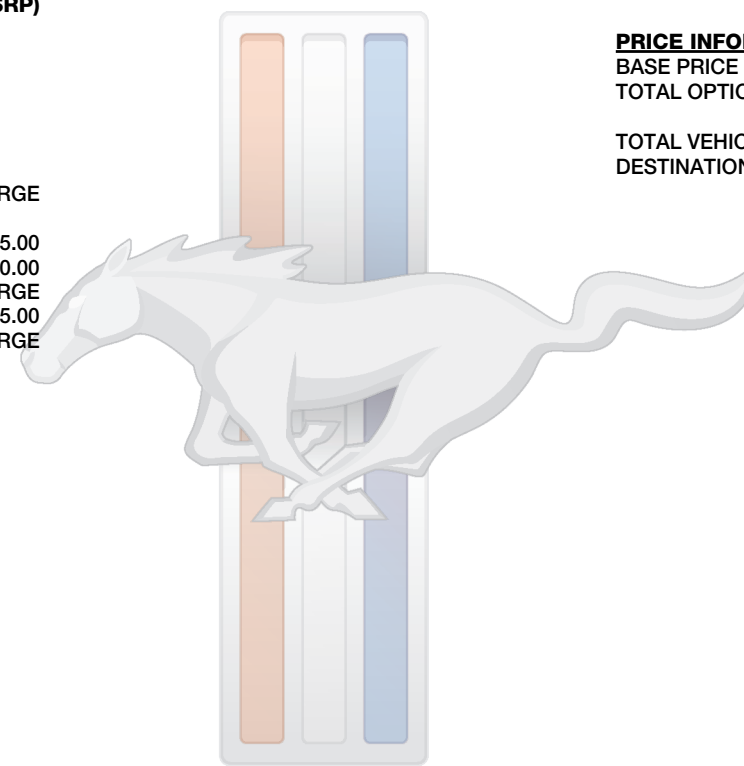 SRP)
RGE
5.00
0.00
RGE
5.00
RGE
PRICE INFO
BASE PRICE
TOTAL OPTIO
TOTAL VEHIC
DESTINATION